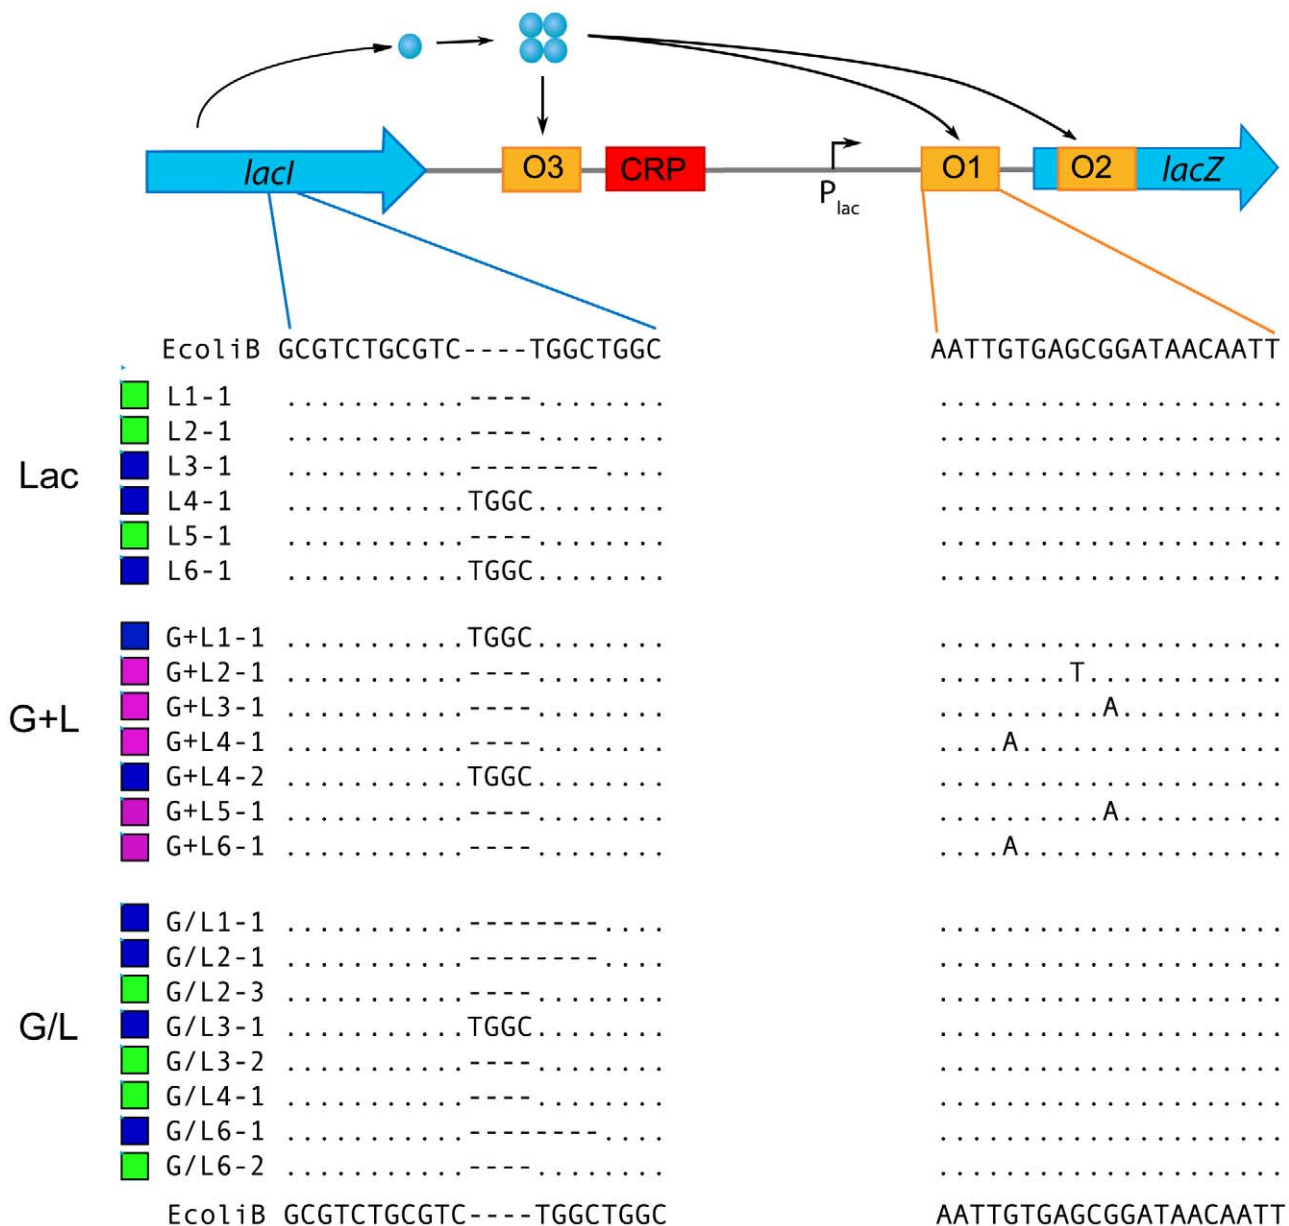 lacI O3 CRP P lac O1 O2 lacZ
EcoliB GCGTCTGCGTC----TGGCTGGC AATTGTGAGCGGATAACAATT
Lac
L1-1 ...........----........ .....................
L2-1 ...........----........ .....................
L3-1 ...........--------.... .....................
L4-1 ...........TGGC........ .....................
L5-1 ...........----........ .....................
L6-1 ...........TGGC........ .....................
G+L
G+L1-1 ...........TGGC........ .....................
G+L2-1 ...........----........ ........T............
G+L3-1 ...........----........ ..........A..........
G+L4-1 ...........----........ ....A................
G+L4-2 ...........TGGC........ .....................
G+L5-1 ...........----........ ..........A..........
G+L6-1 ...........----........ ....A................
G/L
G/L1-1 ...........--------.... .....................
G/L2-1 ...........--------.... .....................
G/L2-3 ...........----........ .....................
G/L3-1 ...........TGGC........ .....................
G/L3-2 ...........----........ .....................
G/L4-1 ...........----........ .....................
G/L6-1 ...........--------.... .....................
G/L6-2 ...........----........ .....................
EcoliB GCGTCTGCGTC----TGGCTGGC AATTGTGAGCGGATAACAATT